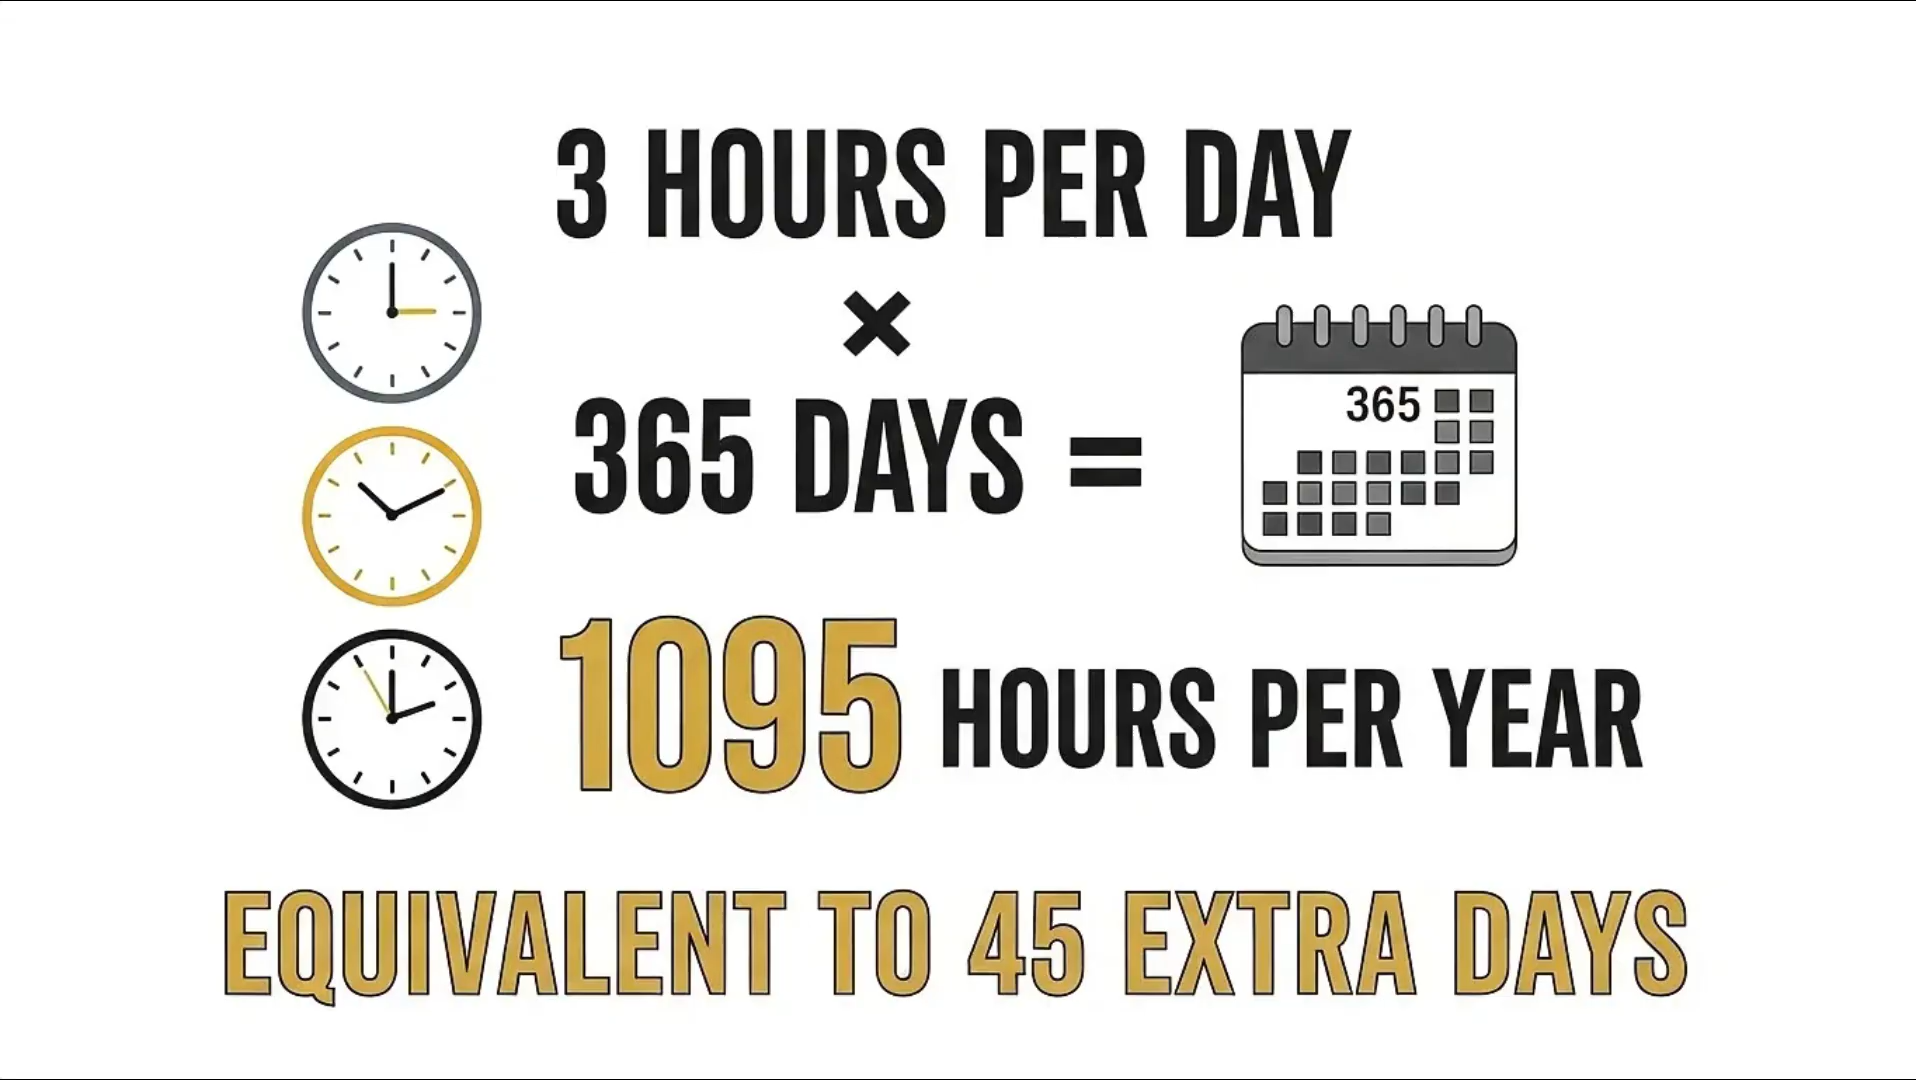 3 HOURS PER DAY
×
365 DAYS =
365
1095 HOURS PER YEAR
EQUIVALENT TO 45 EXTRA DAYS